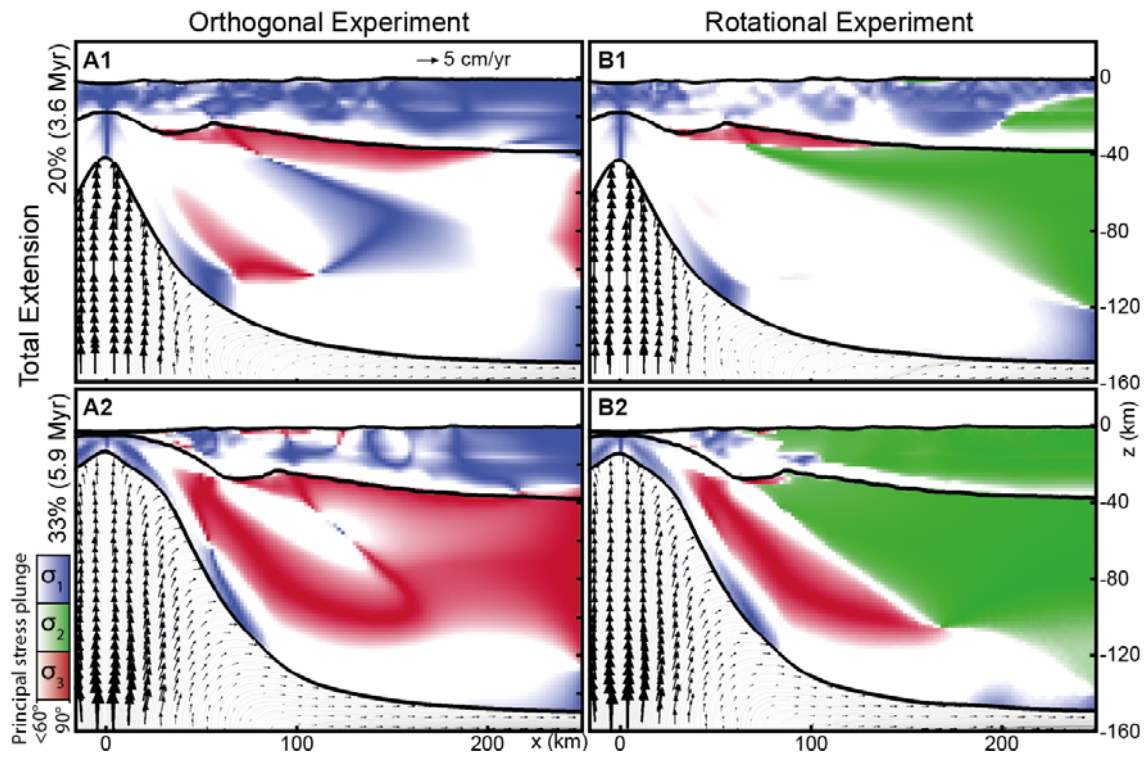 Orthogonal Experiment
Rotational Experiment
Total Extension
20% (3.6 Myr)
A1
5 cm/yr
B1
0
-40
-80
-120
-160
33% (5.9 Myr)
A2
B2
0
-40
-80
-120
-160
z (km)
Principal stress plunge
<60°
90°
σ1
σ2
σ3
0
100
200
x (km)
0
100
200